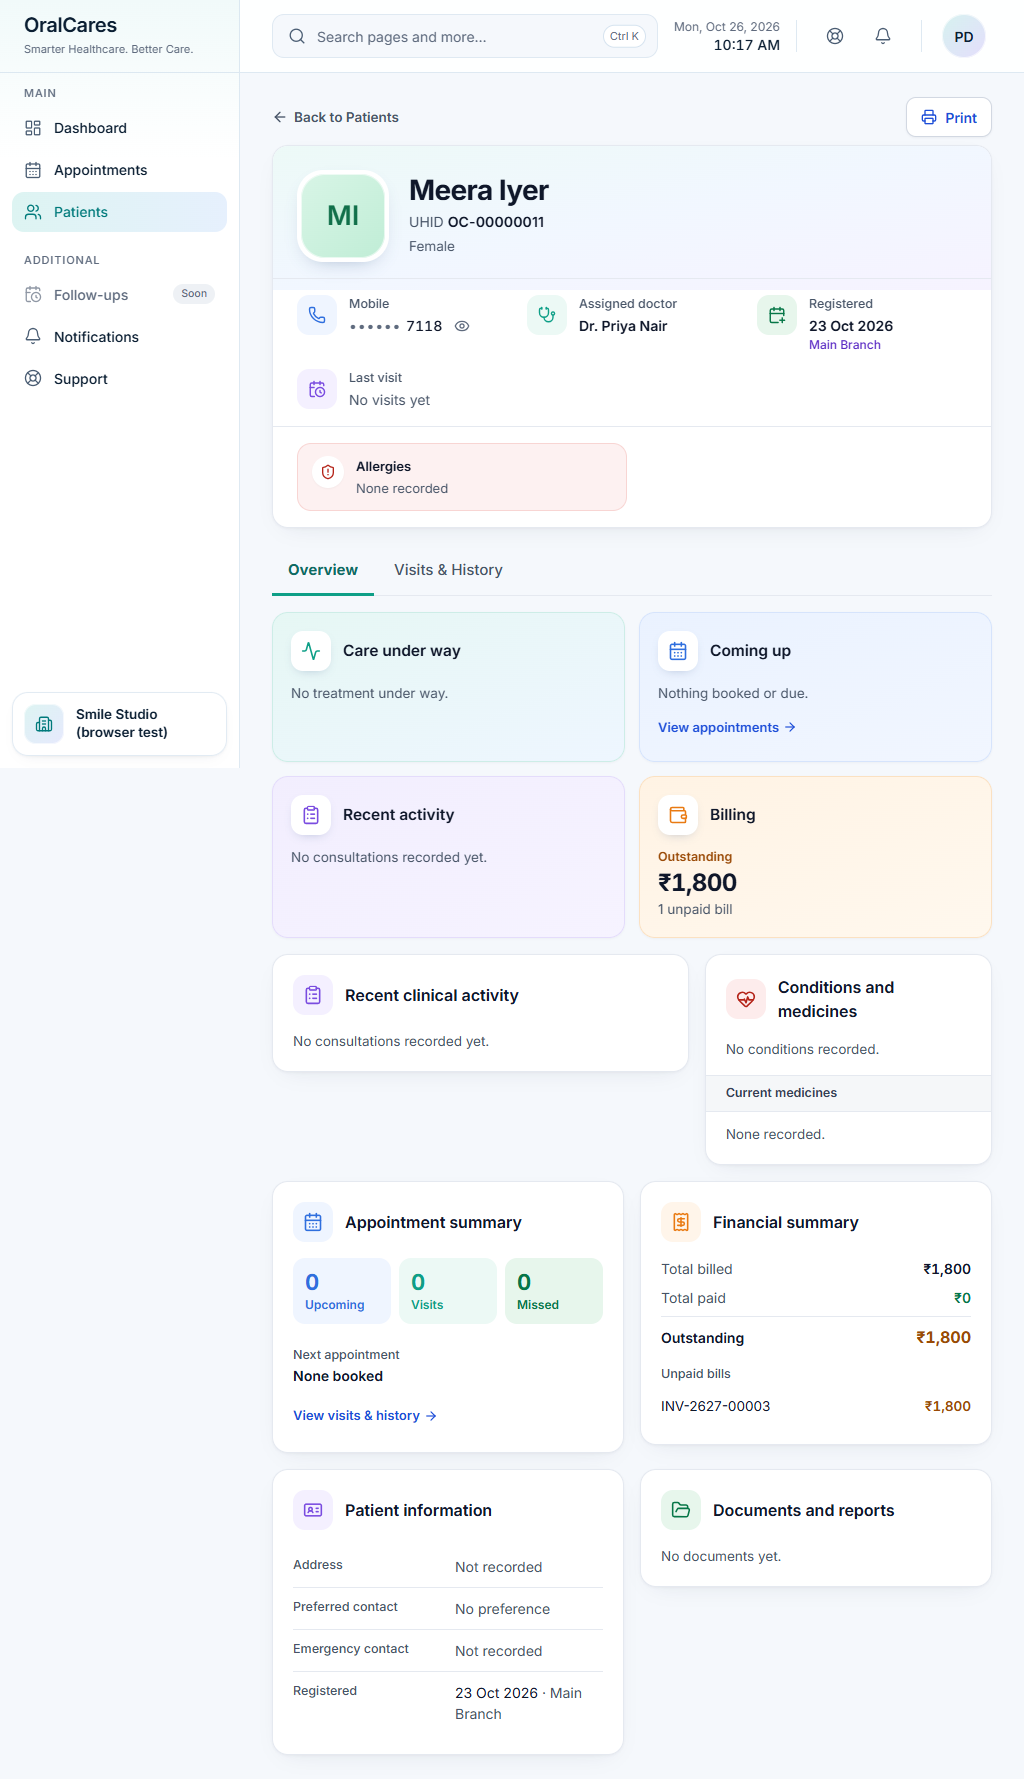 OralCares
Smarter Healthcare. Better Care.
Search pages and more...
Ctrl K
Mon, Oct 26, 2026
10:17 AM
PD
MAIN
Dashboard
Appointments
Patients
ADDITIONAL
Follow-ups
Soon
Notifications
Support
Smile Studio
(browser test)
Back to Patients
Print
MI
Meera Iyer
UHID OC-00000011
Female
Mobile
•••••• 7118
Assigned doctor
Dr. Priya Nair
Registered
23 Oct 2026
Main Branch
Last visit
No visits yet
Allergies
None recorded
Overview
Visits & History
Care under way
No treatment under way.
Coming up
Nothing booked or due.
View appointments →
Recent activity
No consultations recorded yet.
Billing
Outstanding
₹1,800
1 unpaid bill
Recent clinical activity
No consultations recorded yet.
Conditions and
medicines
No conditions recorded.
Current medicines
None recorded.
Appointment summary
0
Upcoming
0
Visits
0
Missed
Next appointment
None booked
View visits & history →
Financial summary
Total billed ₹1,800
Total paid ₹0
Outstanding ₹1,800
Unpaid bills
INV-2627-00003 ₹1,800
Patient information
Address Not recorded
Preferred contact No preference
Emergency contact Not recorded
Registered 23 Oct 2026 · Main
Branch
Documents and reports
No documents yet.